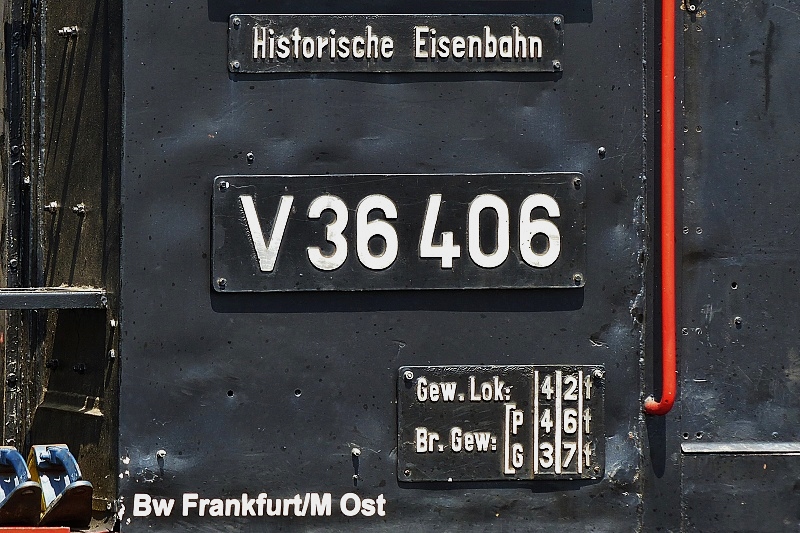 Historische Eisenbahn
V 36 406
Gew. Lok: 42t
Br. Gew: P 46t
G 37t
Bw Frankfurt/M Ost